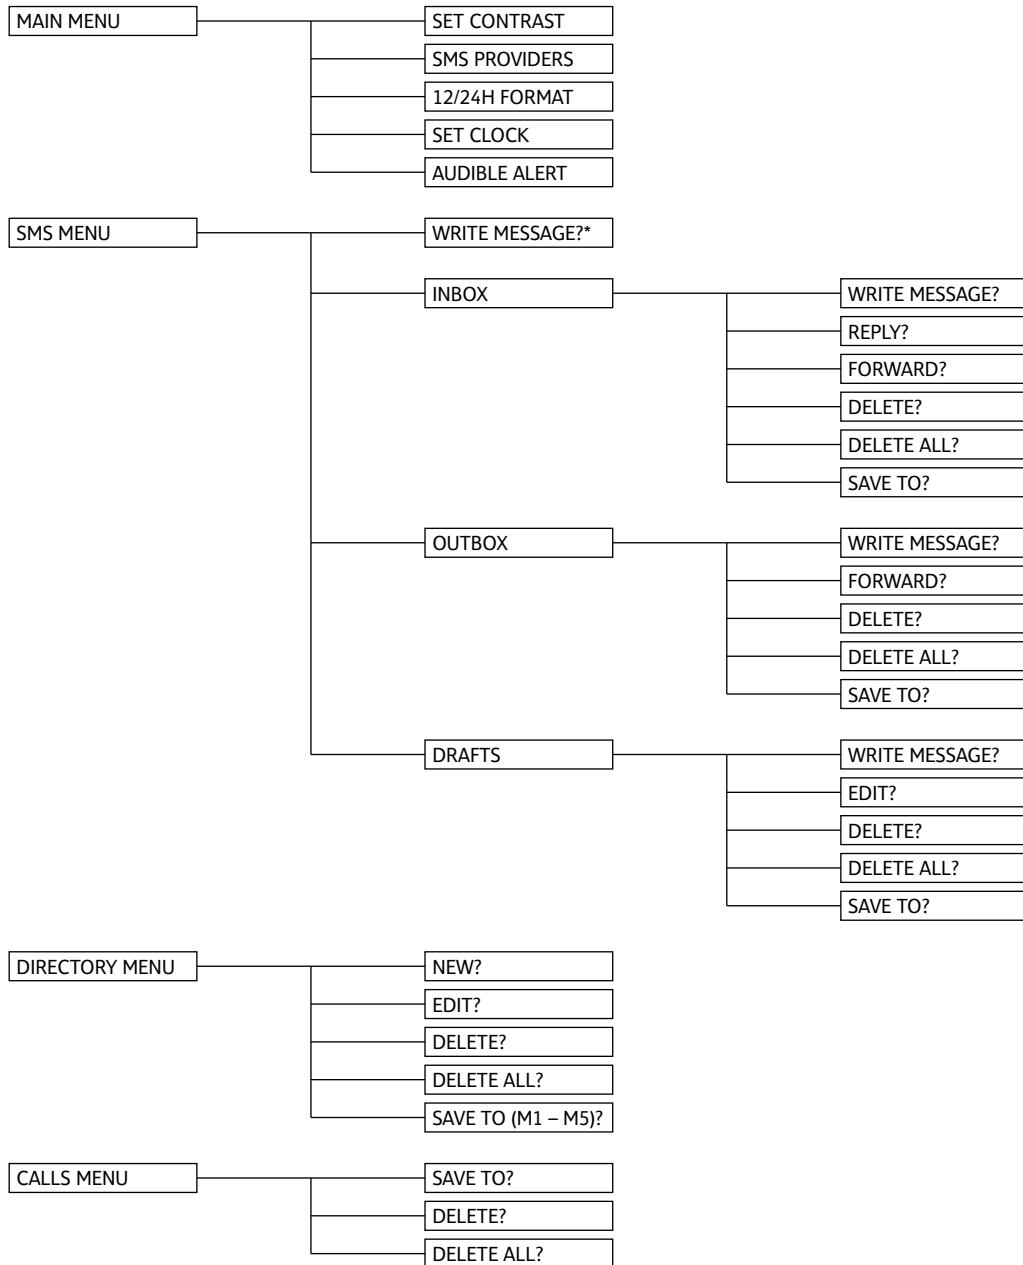 MAIN MENU
SET CONTRAST
SMS PROVIDERS
12/24H FORMAT
SET CLOCK
AUDIBLE ALERT
SMS MENU
WRITE MESSAGE?*
INBOX
WRITE MESSAGE?
REPLY?
FORWARD?
DELETE?
DELETE ALL?
SAVE TO?
OUTBOX
WRITE MESSAGE?
FORWARD?
DELETE?
DELETE ALL?
SAVE TO?
DRAFTS
WRITE MESSAGE?
EDIT?
DELETE?
DELETE ALL?
SAVE TO?
DIRECTORY MENU
NEW?
EDIT?
DELETE?
DELETE ALL?
SAVE TO (M1 – M5)?
CALLS MENU
SAVE TO?
DELETE?
DELETE ALL?